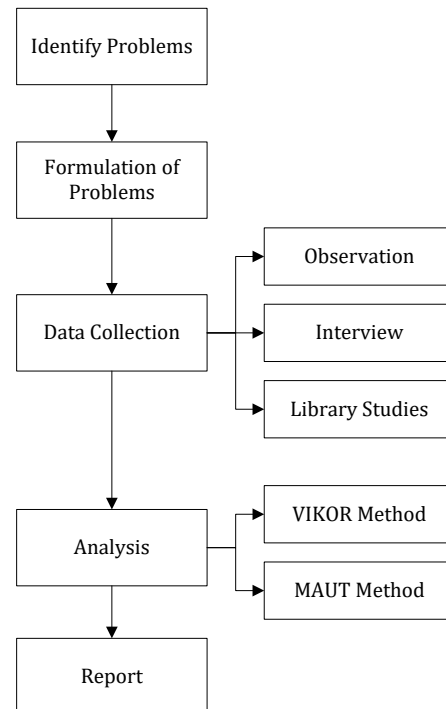 Identify Problems
Formulation of
Problems
Data Collection
Observation
Interview
Library Studies
Analysis
VIKOR Method
MAUT Method
Report